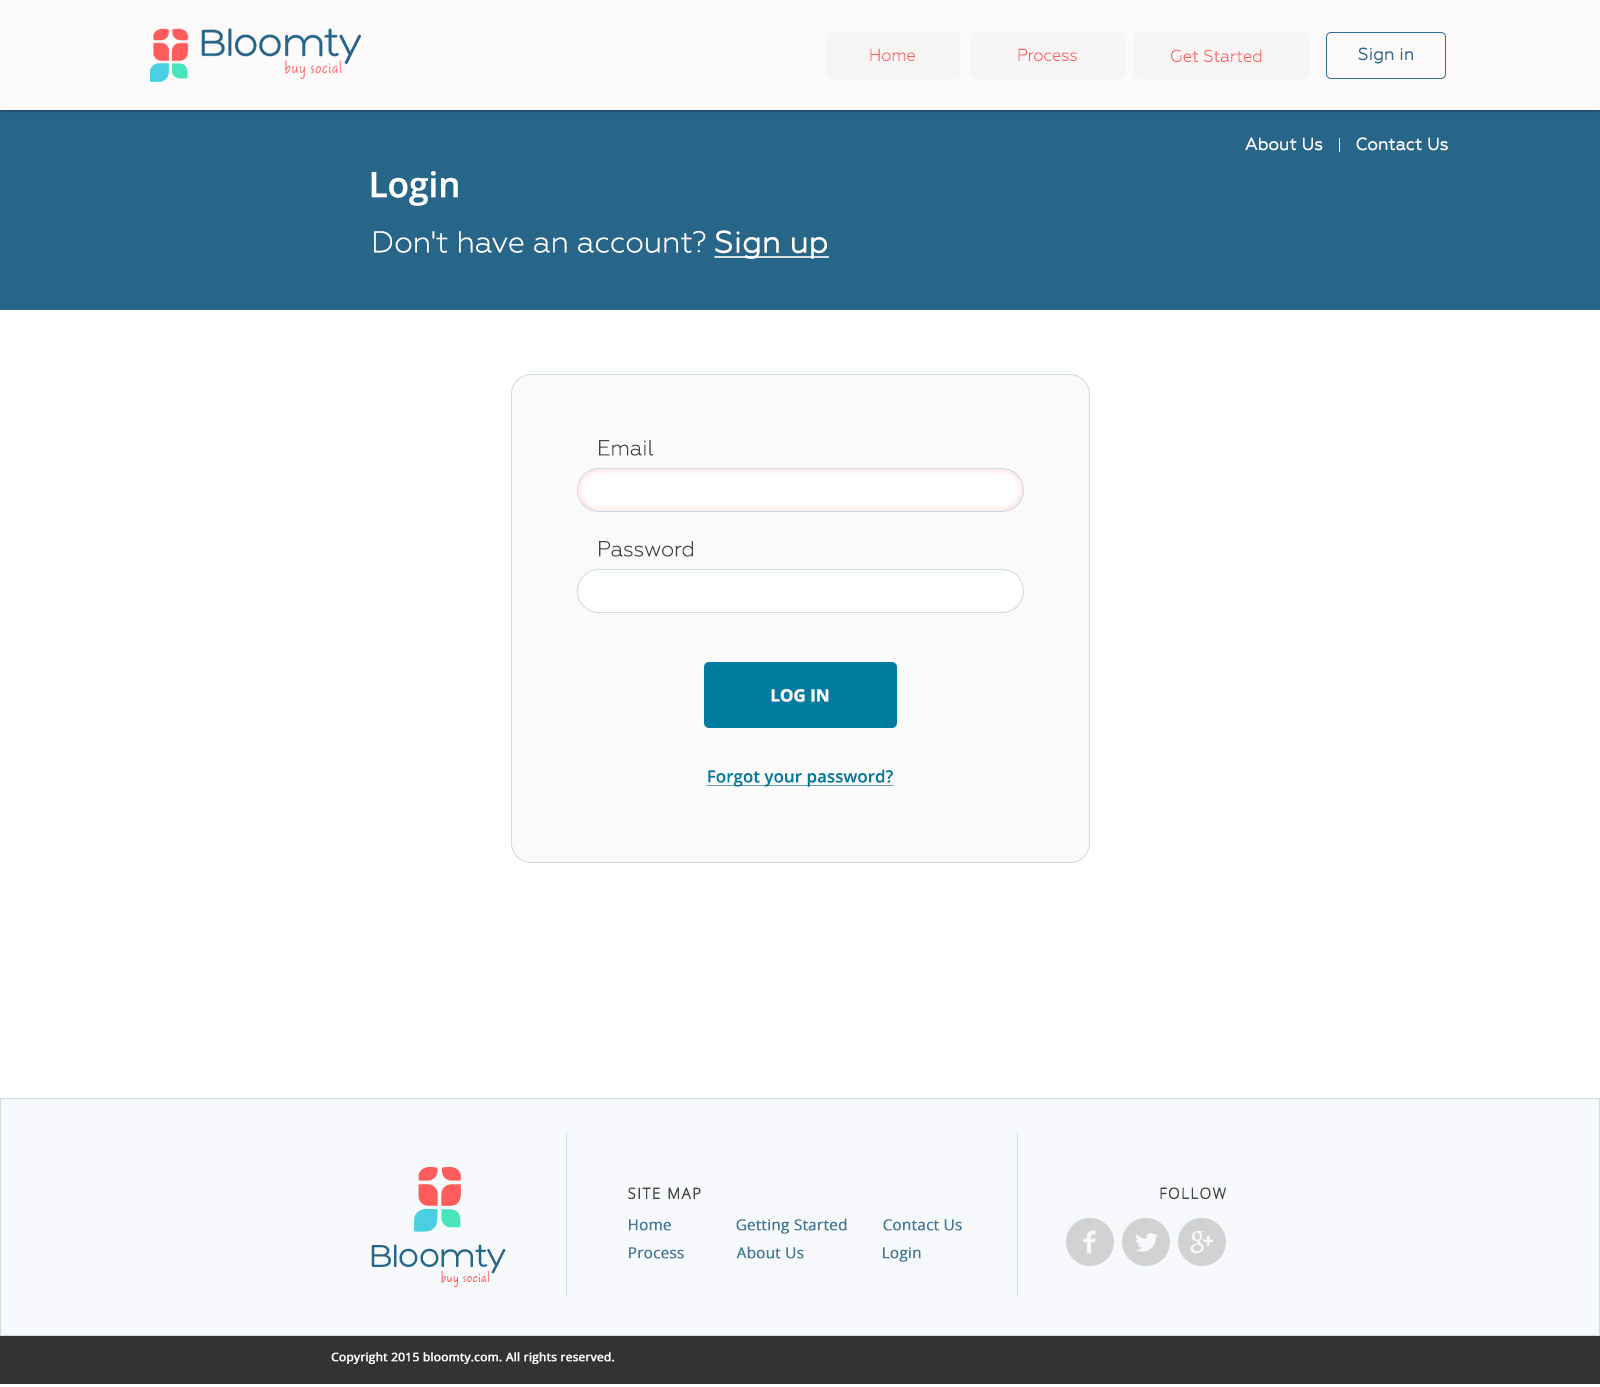 Bloomty
buy social
Home
Process
Get Started
Sign in
About Us | Contact Us
Login
Don't have an account? Sign up
Email
Password
LOG IN
Forgot your password?
Bloomty
buy social
SITE MAP
Home
Getting Started
Contact Us
Process
About Us
Login
FOLLOW
Copyright 2015 bloomty.com. All rights reserved.